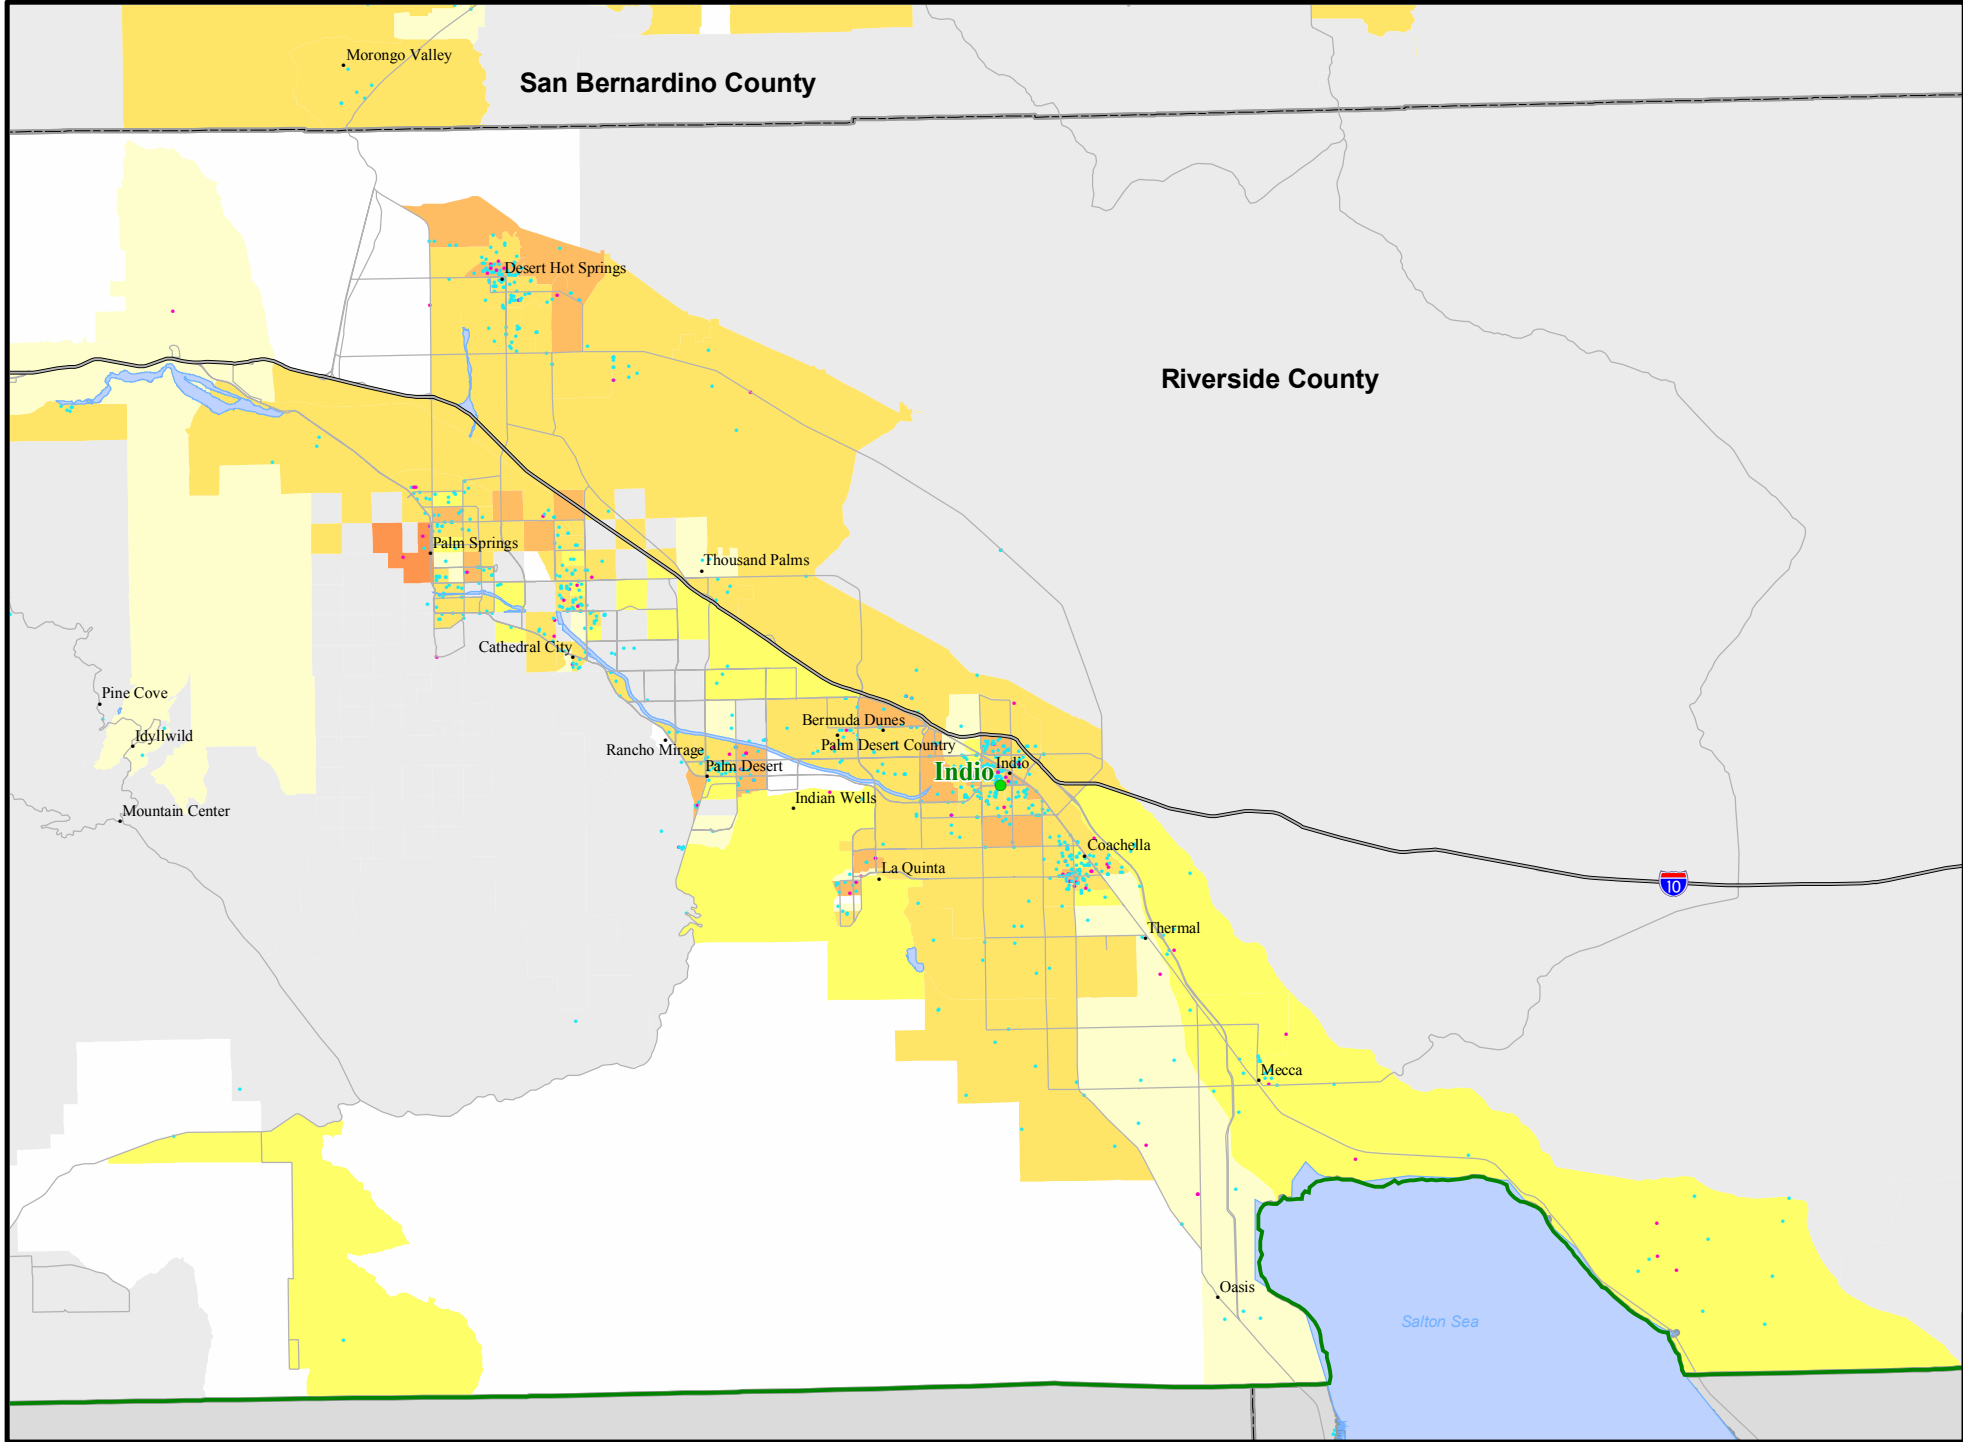 Morongo Valley
San Bernardino County
Desert Hot Springs
Riverside County
Palm Springs
Thousand Palms
Cathedral City
Pine Cove
Idyllwild
Bermuda Dunes
Rancho Mirage
Palm Desert Country
Palm Desert
Indio
Indio
Indian Wells
Mountain Center
Coachella
La Quinta
10
Thermal
Mecca
Oasis
Salton Sea